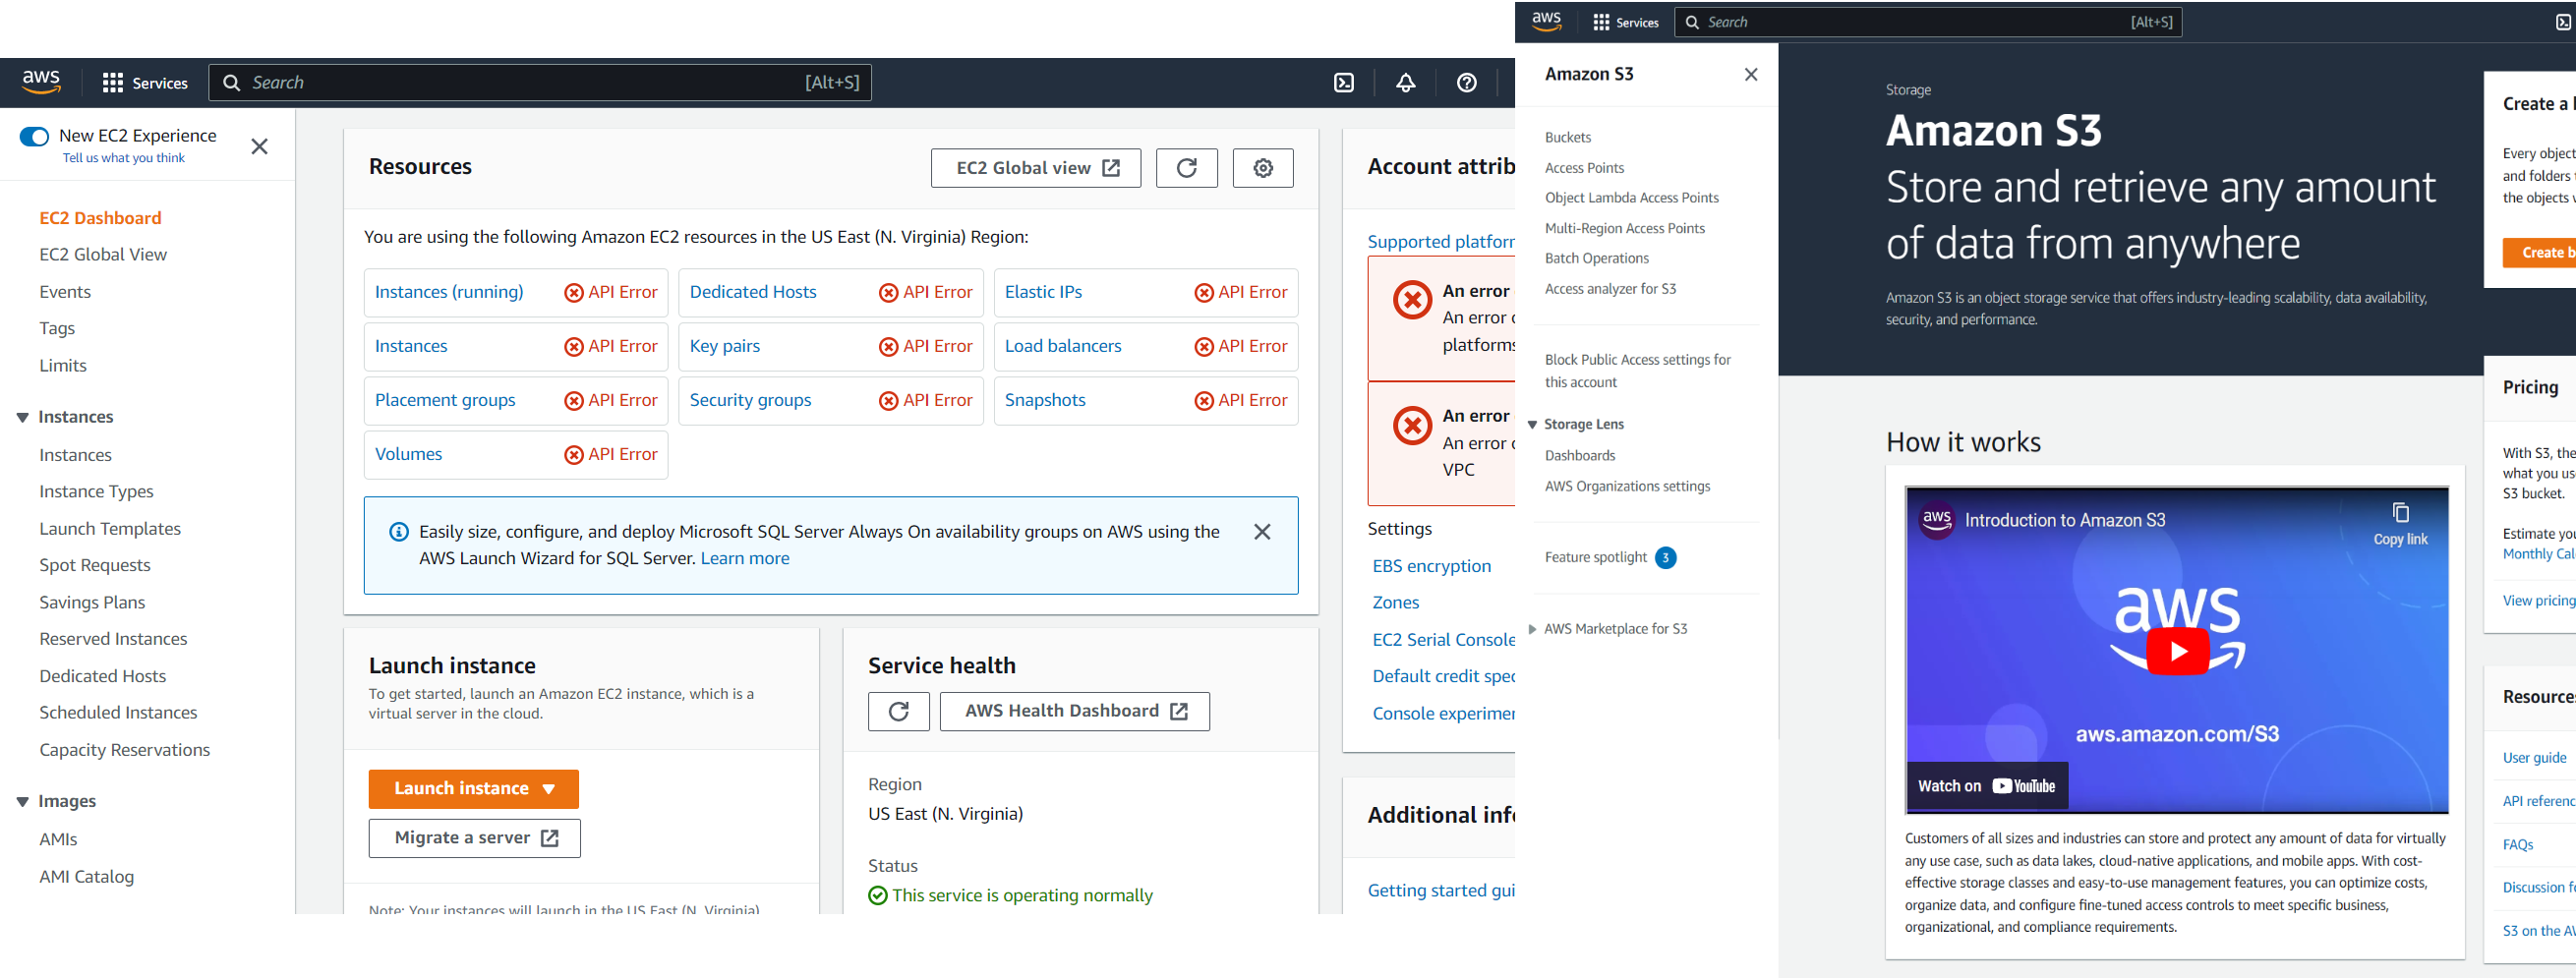 aws
Services
Search
[Alt+S]
New EC2 Experience
Tell us what you think
EC2 Dashboard
EC2 Global View
Events
Tags
Limits
Instances
Instances
Instance Types
Launch Templates
Spot Requests
Savings Plans
Reserved Instances
Dedicated Hosts
Scheduled Instances
Capacity Reservations
Images
AMIs
AMI Catalog
Resources
EC2 Global view
You are using the following Amazon EC2 resources in the US East (N. Virginia) Region:
Instances (running) API Error
Dedicated Hosts API Error
Elastic IPs API Error
Instances API Error
Key pairs API Error
Load balancers API Error
Placement groups API Error
Security groups API Error
Snapshots API Error
Volumes API Error
Easily size, configure, and deploy Microsoft SQL Server Always On availability groups on AWS using the
AWS Launch Wizard for SQL Server. Learn more
Launch instance
To get started, launch an Amazon EC2 instance, which is a
virtual server in the cloud.
Launch instance
Migrate a server
Note: Your instances will launch in the US East (N. Virginia)
Service health
AWS Health Dashboard
Region
US East (N. Virginia)
Status
This service is operating normally
Account attrib
Supported platfor
An error
An error
platforms
An error
An error
VPC
Settings
EBS encryption
Zones
EC2 Serial Console
Default credit spec
Console experimer
Additional info
Getting started gui
aws
Services
Search
[Alt+S]
Amazon S3
Buckets
Access Points
Object Lambda Access Points
Multi-Region Access Points
Batch Operations
Access analyzer for S3
Block Public Access settings for
this account
Storage Lens
Dashboards
AWS Organizations settings
Feature spotlight 3
AWS Marketplace for S3
Storage
Amazon S3
Store and retrieve any amount
of data from anywhere
Amazon S3 is an object storage service that offers industry-leading scalability, data availability,
security, and performance.
How it works
aws
Introduction to Amazon S3
Copy link
aws
aws.amazon.com/S3
Watch on YouTube
Customers of all sizes and industries can store and protect any amount of data for virtually
any use case, such as data lakes, cloud-native applications, and mobile apps. With cost-
effective storage classes and easy-to-use management features, you can optimize costs,
organize data, and configure fine-tuned access controls to meet specific business,
organizational, and compliance requirements.
Create a
Every object
and folders
the objects
Create b
Pricing
With S3, the
what you us
S3 bucket.
Estimate you
Monthly Cal
View pricing
Resources
User guide
API referenc
FAQs
Discussion f
S3 on the A